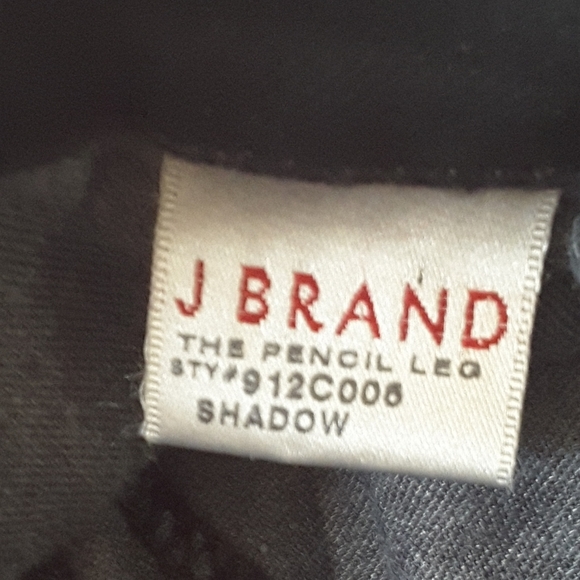 J BRAND
THE PENCIL LEG
STY#912C006
SHADOW